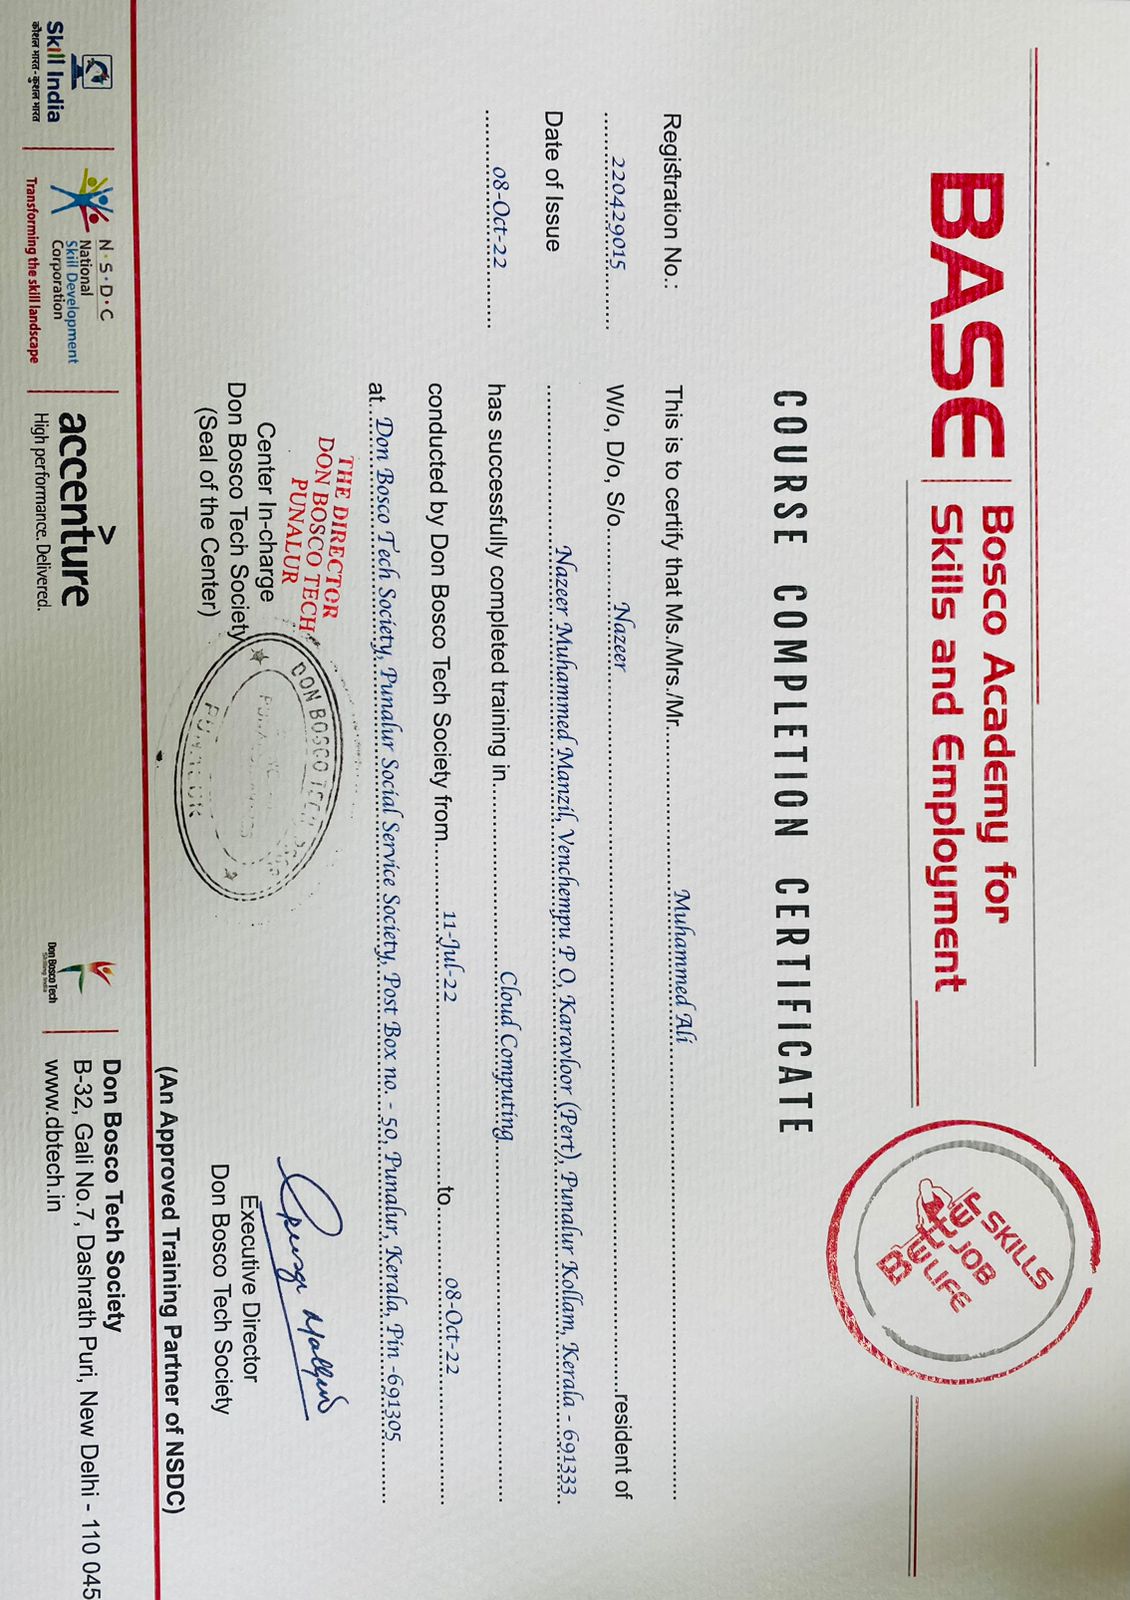 BASE
Bosco Academy for
Skills and Employment
SKILLS
JOB
LIFE
COURSE COMPLETION CERTIFICATE
Registration No.:
220429015
Date of Issue
08-Oct-22
This is to certify that Ms./Mrs./Mr. Muhammed Ali
W/o, D/o, S/o. Nazeer resident of
Nazeer Muhammed Manzil, Venchempu P O, Karavloor (Pert), Punalur Kollam, Kerala - 691333
has successfully completed training in Cloud Computing
conducted by Don Bosco Tech Society from 11-Jul-22 to 08-Oct-22
at Don Bosco Tech Society, Punalur Social Service Society, Post Box no. - 50, Punalur, Kerala, Pin -691305
THE DIRECTOR
DON BOSCO TECH
PUNALUR
Center In-charge
Don Bosco Tech Society
(Seal of the Center)
DON BOSCO TECH
PUNALUR
Executive Director
Don Bosco Tech Society
(An Approved Training Partner of NSDC)
Skill India
कौशल भारत - कुशल भारत
N·S·D·C
National
Skill Development
Corporation
Transforming the skill landscape
accenture
High performance. Delivered.
Don Bosco Tech
Skilling India
Don Bosco Tech Society
B-32, Gali No.7, Dashrath Puri, New Delhi - 110 045
www.dbtech.in